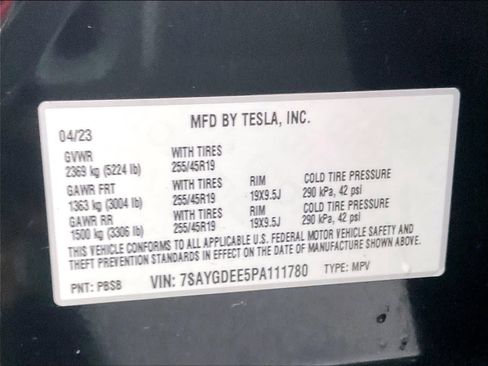 MFD BY TESLA, INC.
04/23
GVWR WITH TIRES
2369 kg (5224 lb) 255/45R19
GAWR FRT WITH TIRES RIM COLD TIRE PRESSURE
1363 kg (3004 lb) 255/45R19 19X9.5J 290 kPa, 42 psi
GAWR RR WITH TIRES RIM COLD TIRE PRESSURE
1500 kg (3306 lb) 255/45R19 19X9.5J 290 kPa, 42 psi
THIS VEHICLE CONFORMS TO ALL APPLICABLE U.S. FEDERAL MOTOR VEHICLE SAFETY AND
THEFT PREVENTION STANDARDS IN EFFECT ON THE DATE OF MANUFACTURE SHOWN ABOVE.
PNT: PBSB VIN: 7SAYGDEE5PA111780 TYPE: MPV